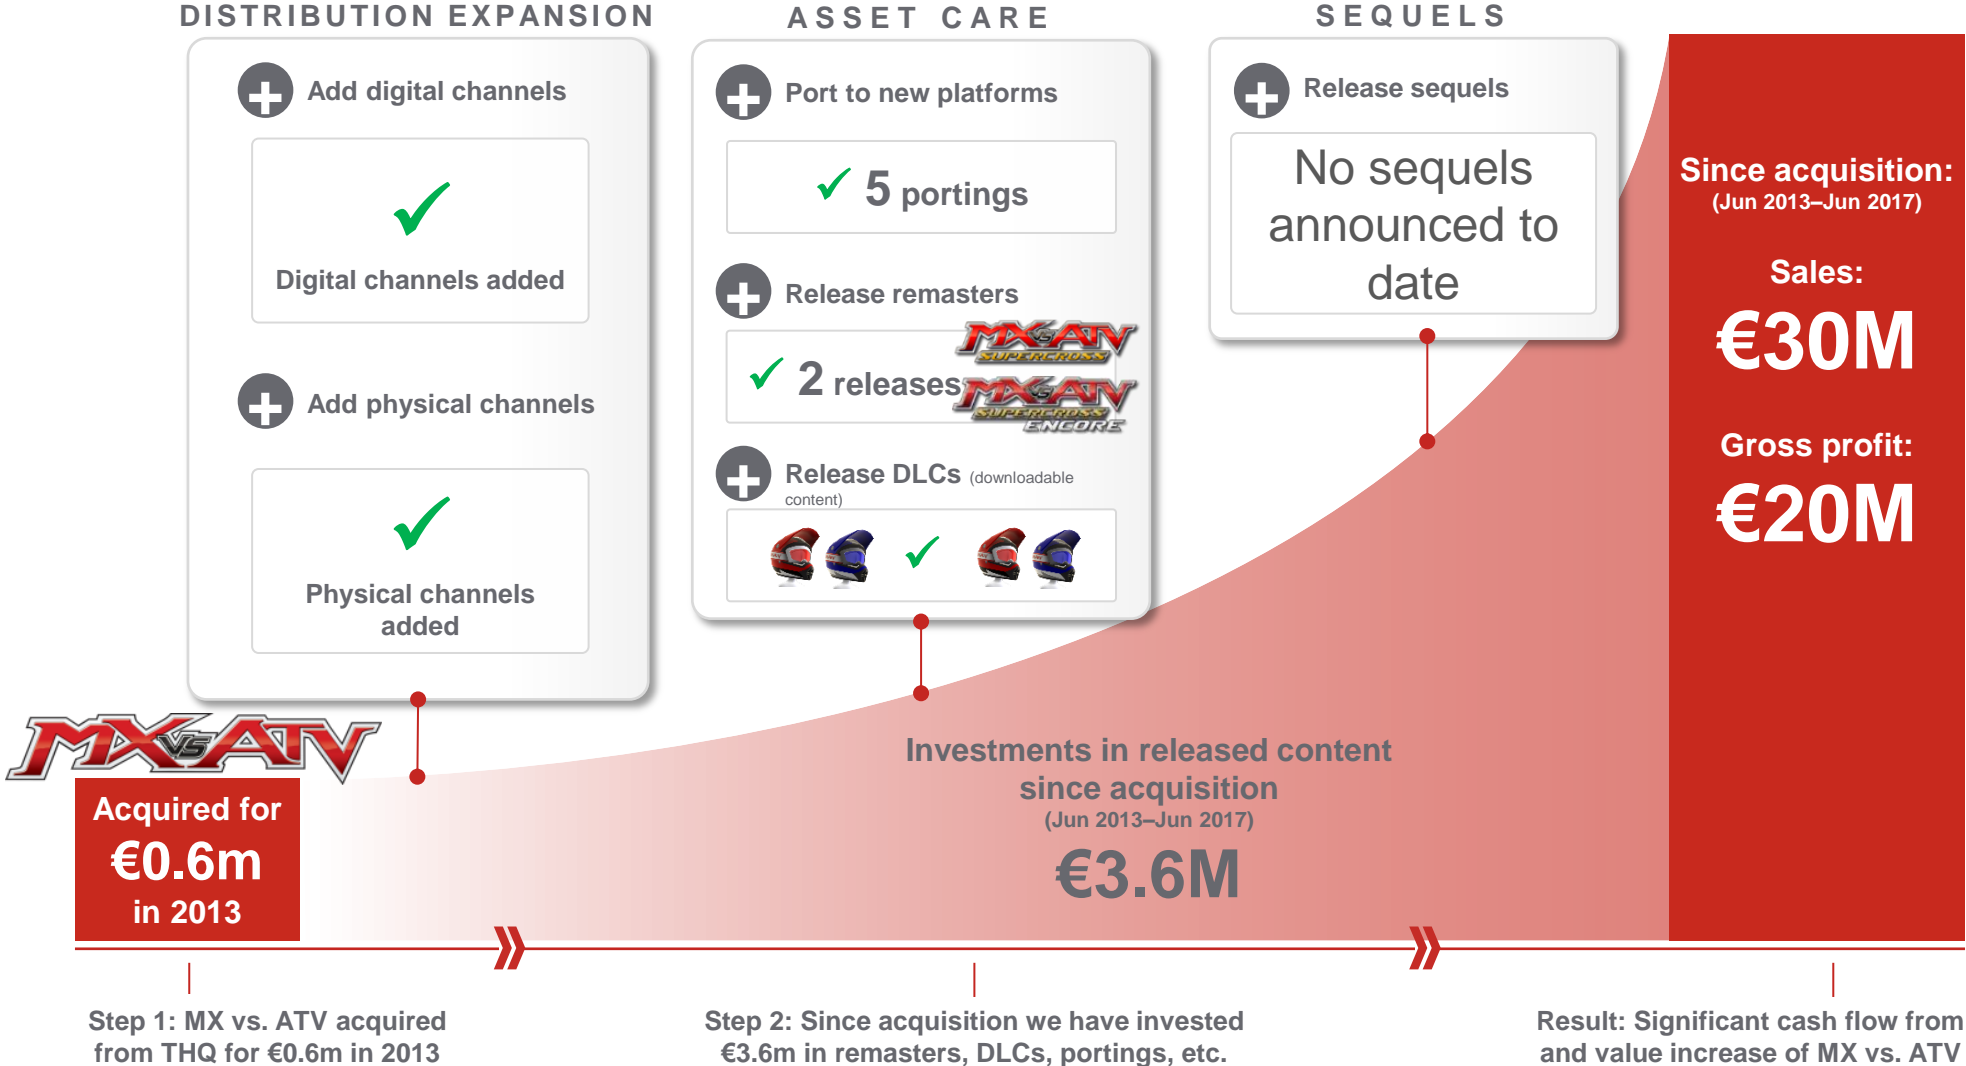 DISTRIBUTION EXPANSION
Add digital channels
Digital channels added
Add physical channels
Physical channels
added
ASSET CARE
Port to new platforms
5 portings
Release remasters
2 releases
MX vs ATV
SUPERCROSS
MX vs ATV
SUPERCROSS
ENCORE
Release DLCs (downloadable
content)
SEQUELS
Release sequels
No sequels
announced to
date
Since acquisition:
(Jun 2013–Jun 2017)
Sales:
€30M
Gross profit:
€20M
MX vs ATV
Acquired for
€0.6m
in 2013
Investments in released content
since acquisition
(Jun 2013–Jun 2017)
€3.6M
Step 1: MX vs. ATV acquired
from THQ for €0.6m in 2013
Step 2: Since acquisition we have invested
€3.6m in remasters, DLCs, portings, etc.
Result: Significant cash flow from
and value increase of MX vs. ATV